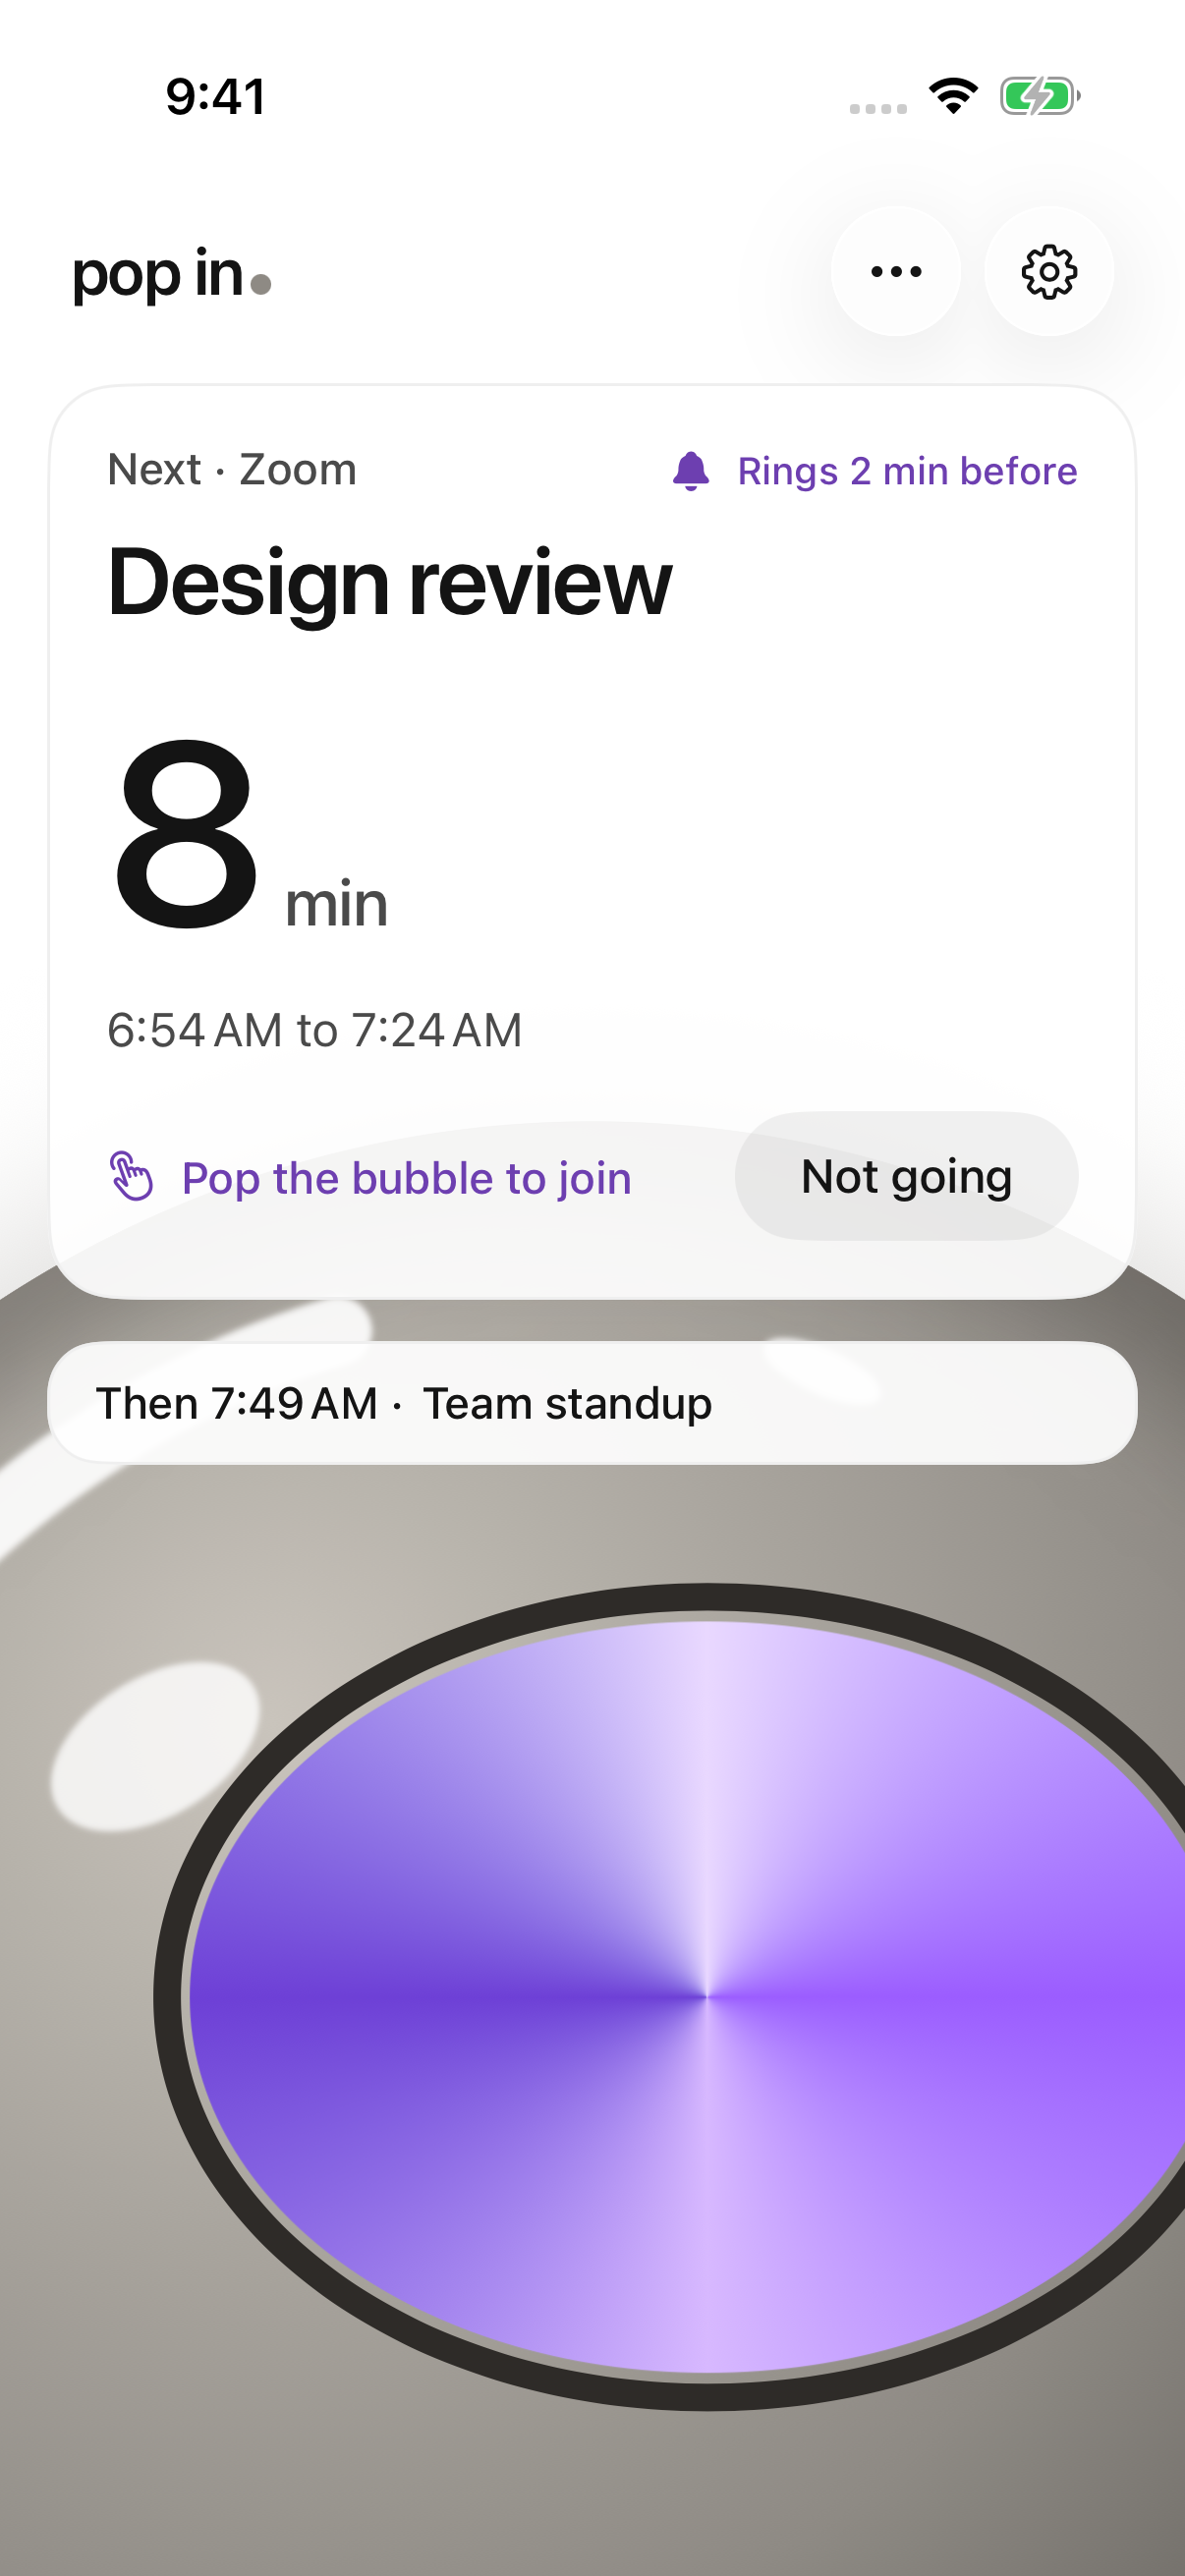 9:41
pop in
Next · Zoom
Rings 2 min before
Design review
8 min
6:54 AM to 7:24 AM
Pop the bubble to join
Not going
Then 7:49 AM · Team standup